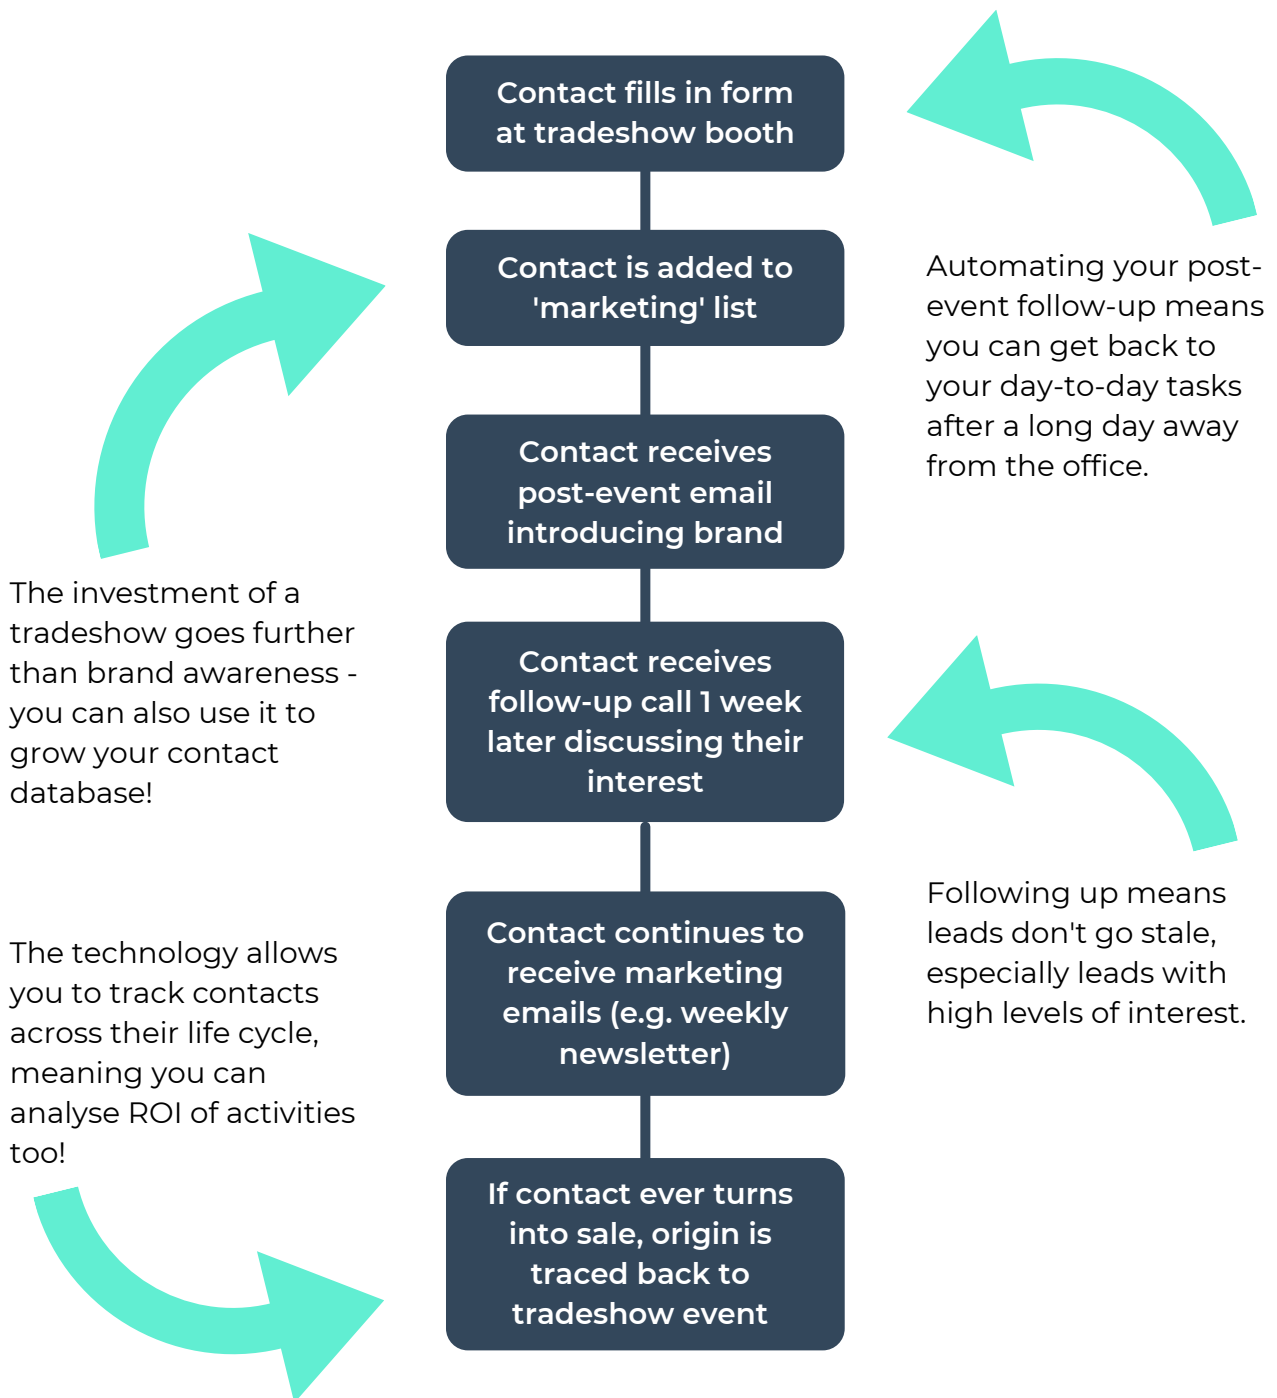 Contact fills in form
at tradeshow booth
Contact is added to
'marketing' list
Automating your post-
event follow-up means
you can get back to
your day-to-day tasks
after a long day away
from the office.
Contact receives
post-event email
introducing brand
The investment of a
tradeshow goes further
than brand awareness -
you can also use it to
grow your contact
database!
Contact receives
follow-up call 1 week
later discussing their
interest
Following up means
leads don't go stale,
especially leads with
high levels of interest.
Contact continues to
receive marketing
emails (e.g. weekly
newsletter)
The technology allows
you to track contacts
across their life cycle,
meaning you can
analyse ROI of activities
too!
If contact ever turns
into sale, origin is
traced back to
tradeshow event